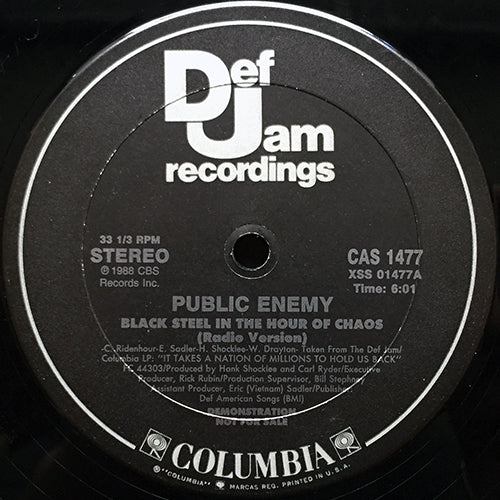 Def
Jam
recordings
33 1/3 RPM
STEREO
℗ 1988 CBS
Records Inc.
CAS 1477
XSS 01477A
Time: 6:01
PUBLIC ENEMY
BLACK STEEL IN THE HOUR OF CHAOS
(Radio Version)
-C. Ridenhour-E. Sadler-H. Shocklee-W. Drayton- Taken From The Def Jam/
Columbia LP: "IT TAKES A NATION OF MILLIONS TO HOLD US BACK"
FC 44303/Produced by Hank Shocklee and Carl Ryder/Executive
Producer, Rick Rubin/Production Supervisor, Bill Stephney
Assistant Producer, Eric (Vietnam) Sadler/Publisher:
Def American Songs (BMI)
DEMONSTRATION
NOT FOR SALE
COLUMBIA
® "COLUMBIA", MARCAS REG. PRINTED IN U.S.A.